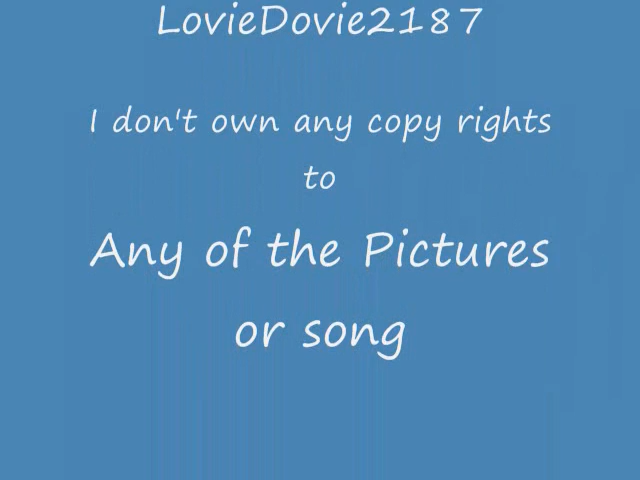 LovieDovie2187
I don't own any copy rights
to
Any of the Pictures
or song